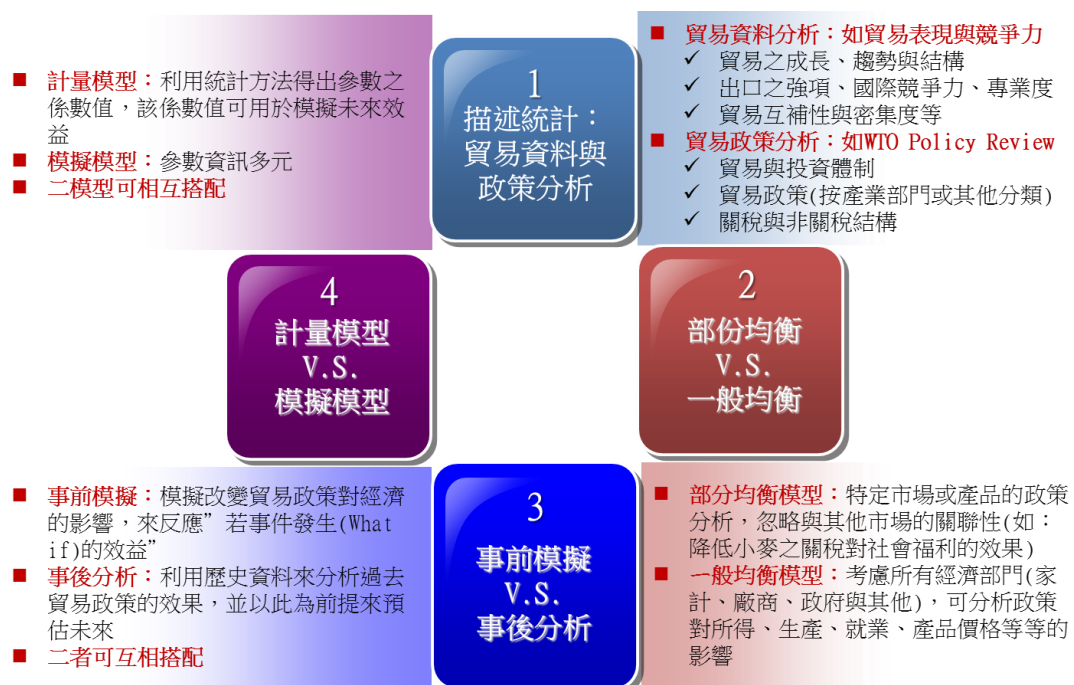 1
描述統計：
貿易資料與
政策分析
■ 貿易資料分析：如貿易表現與競爭力
✓ 貿易之成長、趨勢與結構
✓ 出口之強項、國際競爭力、專業度
✓ 貿易互補性與密集度等
■ 貿易政策分析：如WTO Policy Review
✓ 貿易與投資體制
✓ 貿易政策(按產業部門或其他分類)
✓ 關稅與非關稅結構
2
部份均衡
V.S.
一般均衡
■ 部分均衡模型：特定市場或產品的政策
分析，忽略與其他市場的關聯性(如：
降低小麥之關稅對社會福利的效果)
■ 一般均衡模型：考慮所有經濟部門(家
計、廠商、政府與其他)，可分析政策
對所得、生產、就業、產品價格等等的
影響
3
事前模擬
V.S.
事後分析
■ 事前模擬：模擬改變貿易政策對經濟
的影響，來反應”若事件發生(What
if)的效益”
■ 事後分析：利用歷史資料來分析過去
貿易政策的效果，並以此為前提來預
估未來
■ 二者可互相搭配
4
計量模型
V.S.
模擬模型
■ 計量模型：利用統計方法得出參數之
係數值，該係數值可用於模擬未來效
益
■ 模擬模型：參數資訊多元
■ 二模型可相互搭配